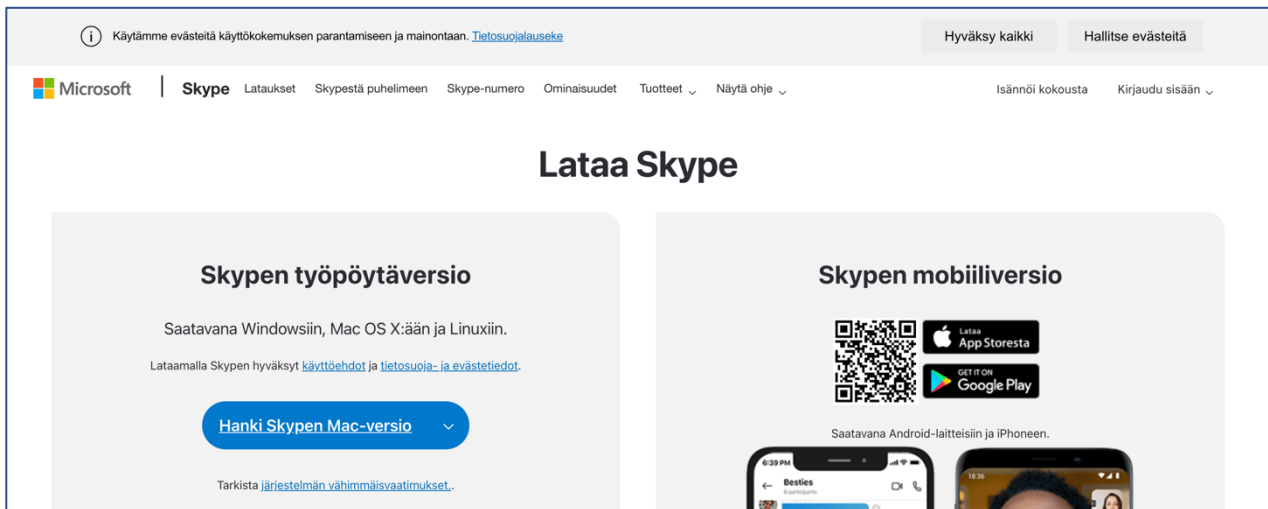 Käytämme evästeitä käyttökokemuksen parantamiseen ja mainontaan. Tietosuojalauseke
Hyväksy kaikki
Hallitse evästeitä
Microsoft
Skype
Lataukset
Skypestä puhelimeen
Skype-numero
Ominaisuudet
Tuotteet
Näytä ohje
Isännöi kokousta
Kirjaudu sisään
Lataa Skype
Skypen työpöytäversio
Saatavana Windowsiin, Mac OS X:ään ja Linuxiin.
Lataamalla Skypen hyväksyt käyttöehdot ja tietosuoja- ja evästetiedot.
Hanki Skypen Mac-versio
Tarkista järjestelmän vähimmäisvaatimukset..
Skypen mobiiliversio
Lataa
App Storesta
GET IT ON
Google Play
Saatavana Android-laitteisiin ja iPhoneen.
6:39 PM
Besties
6 participants
18:36